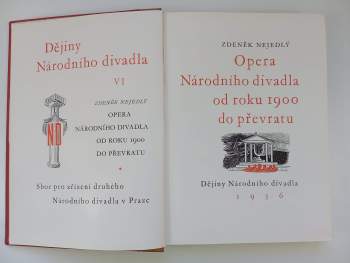 Dějiny
Národního divadla
VI
ZDENĚK NEJEDLÝ
OPERA
NÁRODNÍHO DIVADLA
OD ROKU 1900
DO PŘEVRATU
ND
Sbor pro zřízení druhého
Národního divadla v Praze
ZDENĚK NEJEDLÝ
Opera
Národního divadla
od roku 1900
do převratu
Dějiny Národního divadla
1936